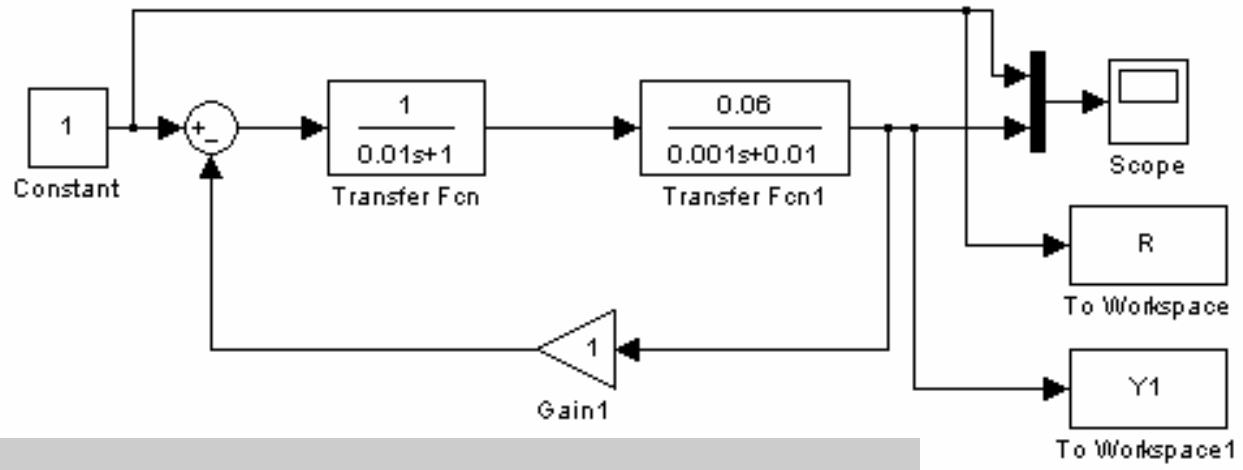 1
Constant
+
−
1
0.01s+1
Transfer Fcn
0.06
0.001s+0.01
Transfer Fcn1
Scope
R
To Workspace
1
Gain1
Y1
To Workspace1